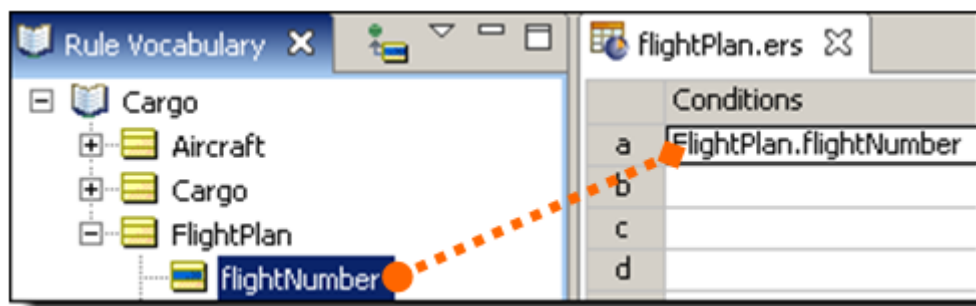 Rule Vocabulary
Cargo
Aircraft
Cargo
FlightPlan
flightNumber
flightPlan.ers
Conditions
a FlightPlan.flightNumber
b
c
d